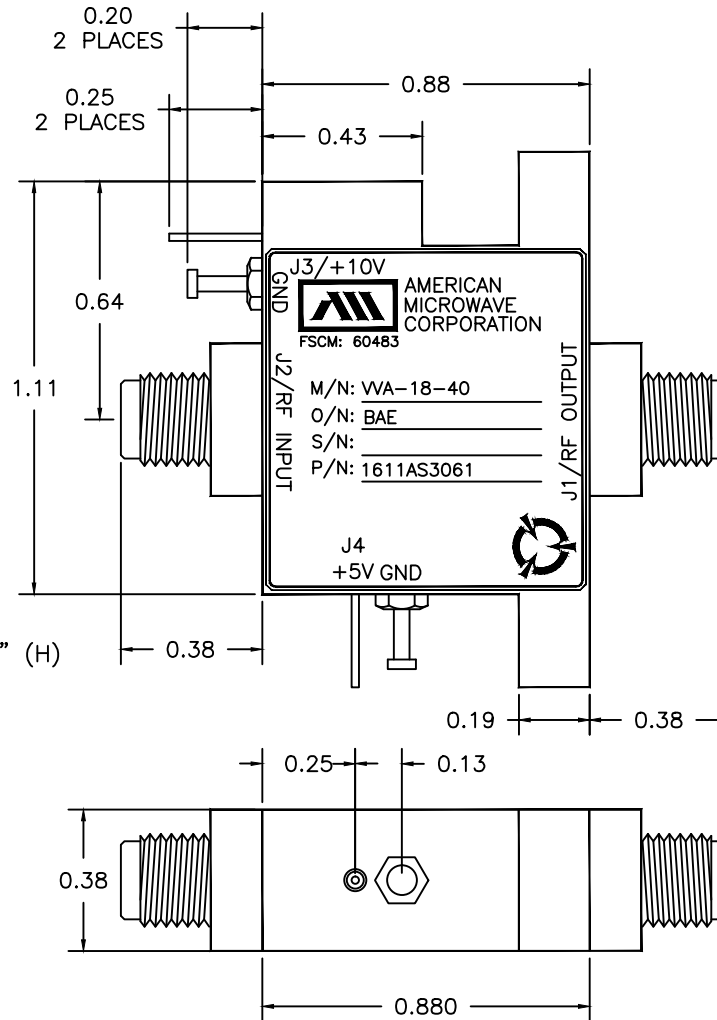 0.20
2 PLACES
0.25
2 PLACES
0.88
0.43
0.64
1.11
J3/+10V
GND
AMERICAN
MICROWAVE
CORPORATION
FSCM: 60483
J2/RF INPUT
J1/RF OUTPUT
M/N: VVA-18-40
O/N: BAE
S/N:
P/N: 1611AS3061
J4
+5V GND
" (H)
0.38
0.19
0.38
0.25
0.13
0.38
0.880